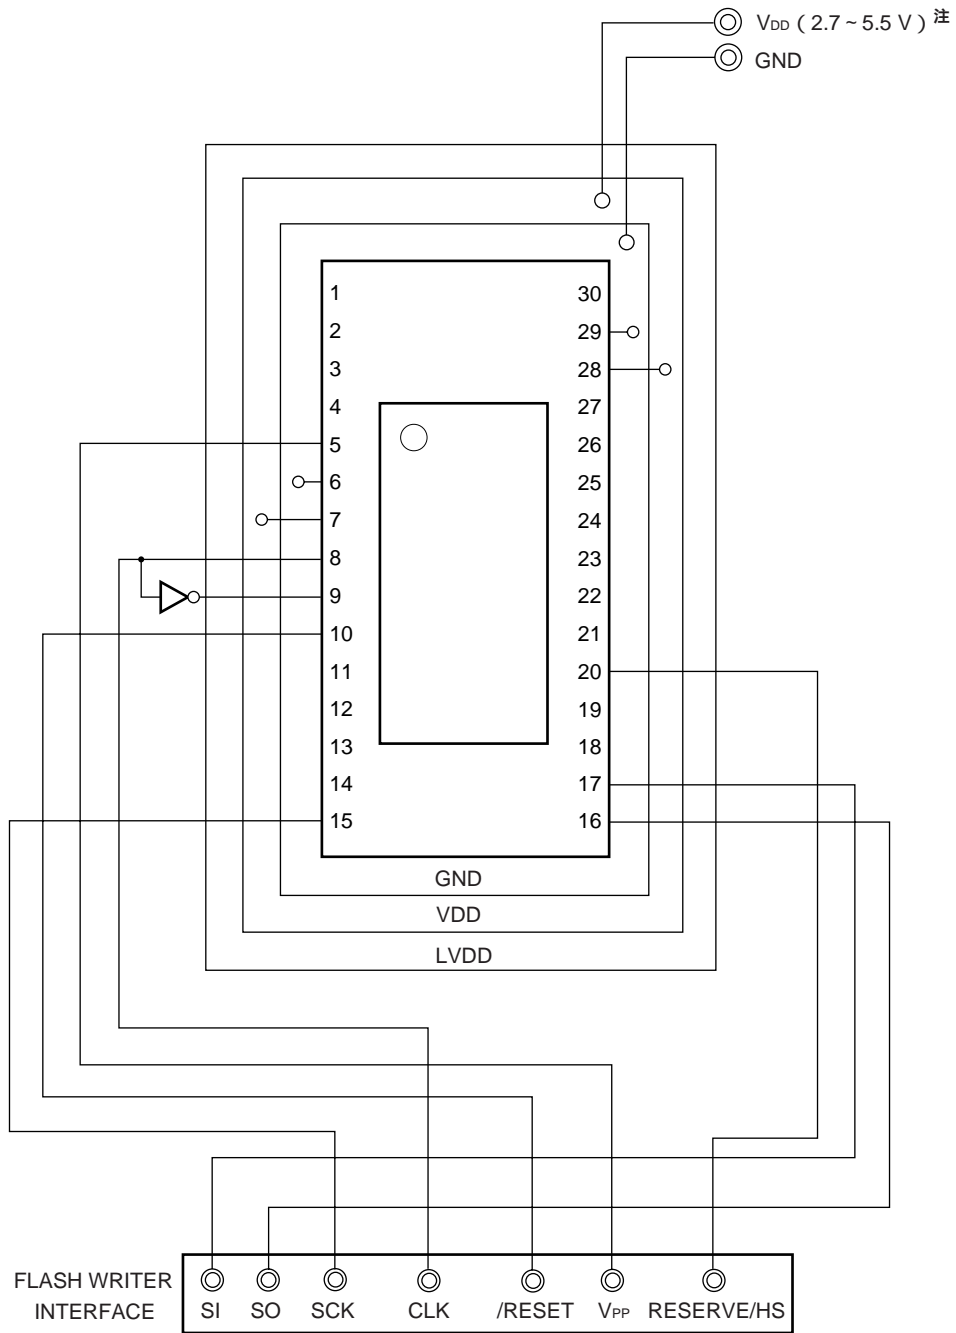 VDD ( 2.7 ~ 5.5 V ) 注
GND
1 30
2 29
3 28
4 27
5 26
6 25
7 24
8 23
9 22
10 21
11 20
12 19
13 18
14 17
15 16
GND
VDD
LVDD
FLASH WRITER
INTERFACE
SI SO SCK CLK /RESET VPP RESERVE/HS